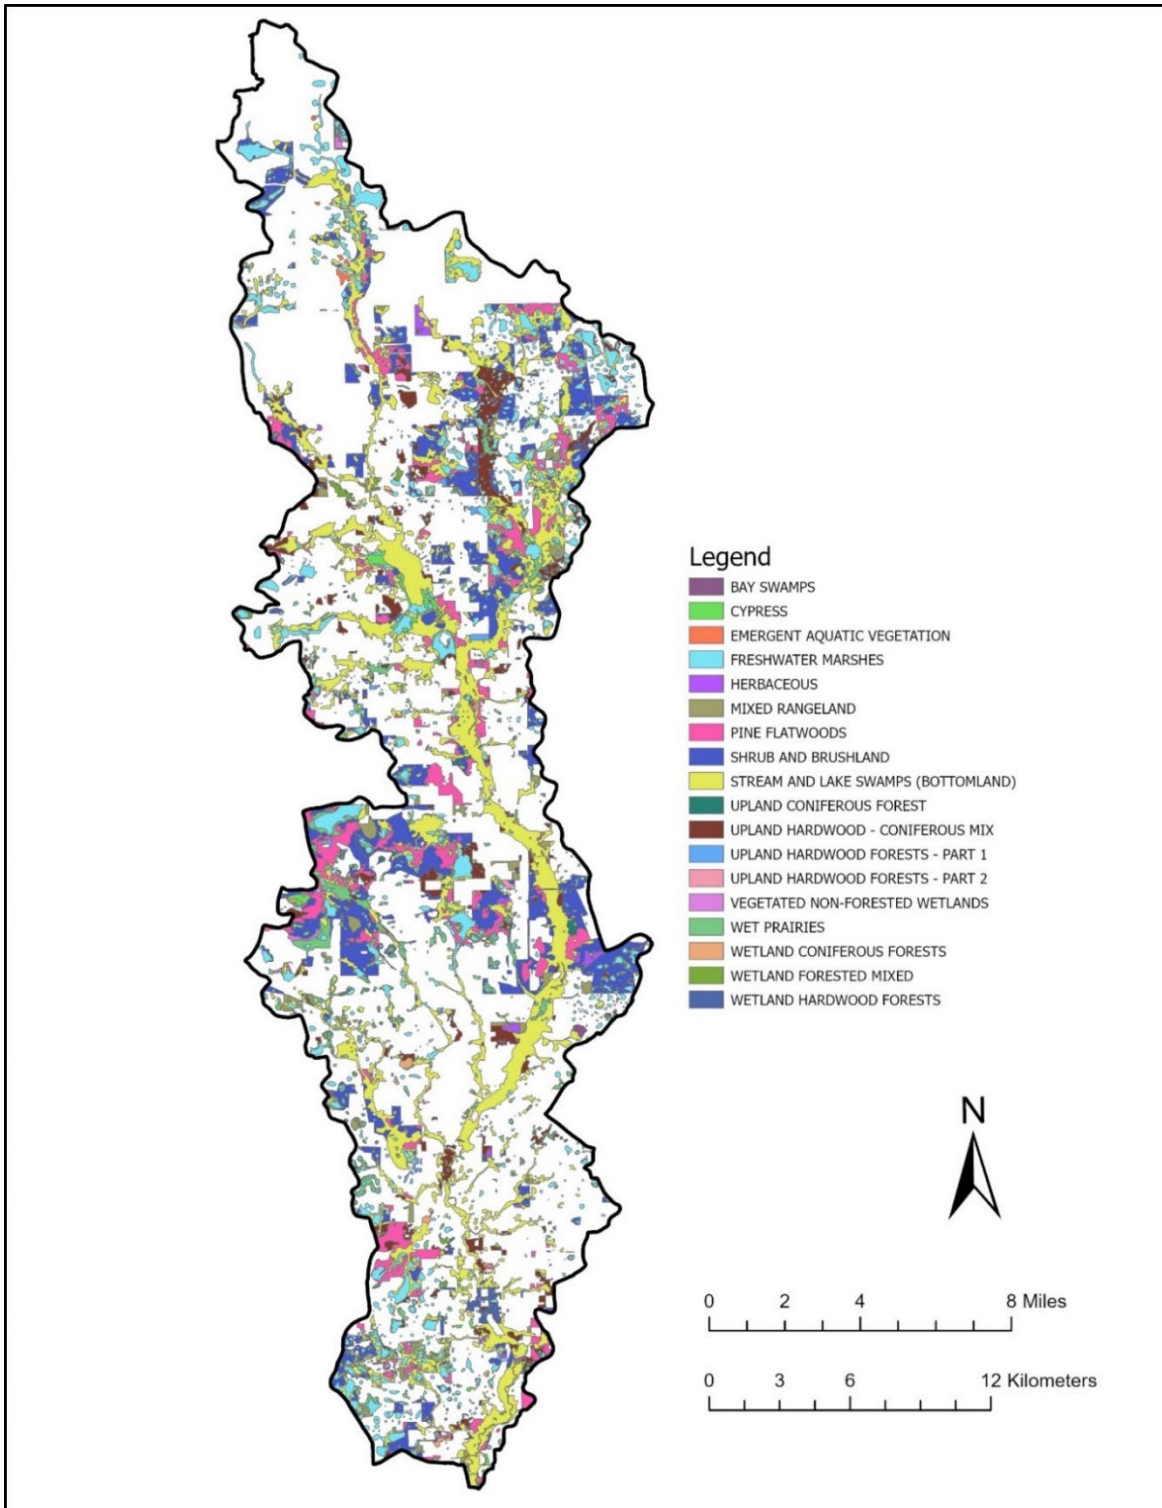 Legend
BAY SWAMPS
CYPRESS
EMERGENT AQUATIC VEGETATION
FRESHWATER MARSHES
HERBACEOUS
MIXED RANGELAND
PINE FLATWOODS
SHRUB AND BRUSHLAND
STREAM AND LAKE SWAMPS (BOTTOMLAND)
UPLAND CONIFEROUS FOREST
UPLAND HARDWOOD - CONIFEROUS MIX
UPLAND HARDWOOD FORESTS - PART 1
UPLAND HARDWOOD FORESTS - PART 2
VEGETATED NON-FORESTED WETLANDS
WET PRAIRIES
WETLAND CONIFEROUS FORESTS
WETLAND FORESTED MIXED
WETLAND HARDWOOD FORESTS
N
0 2 4 8 Miles
0 3 6 12 Kilometers